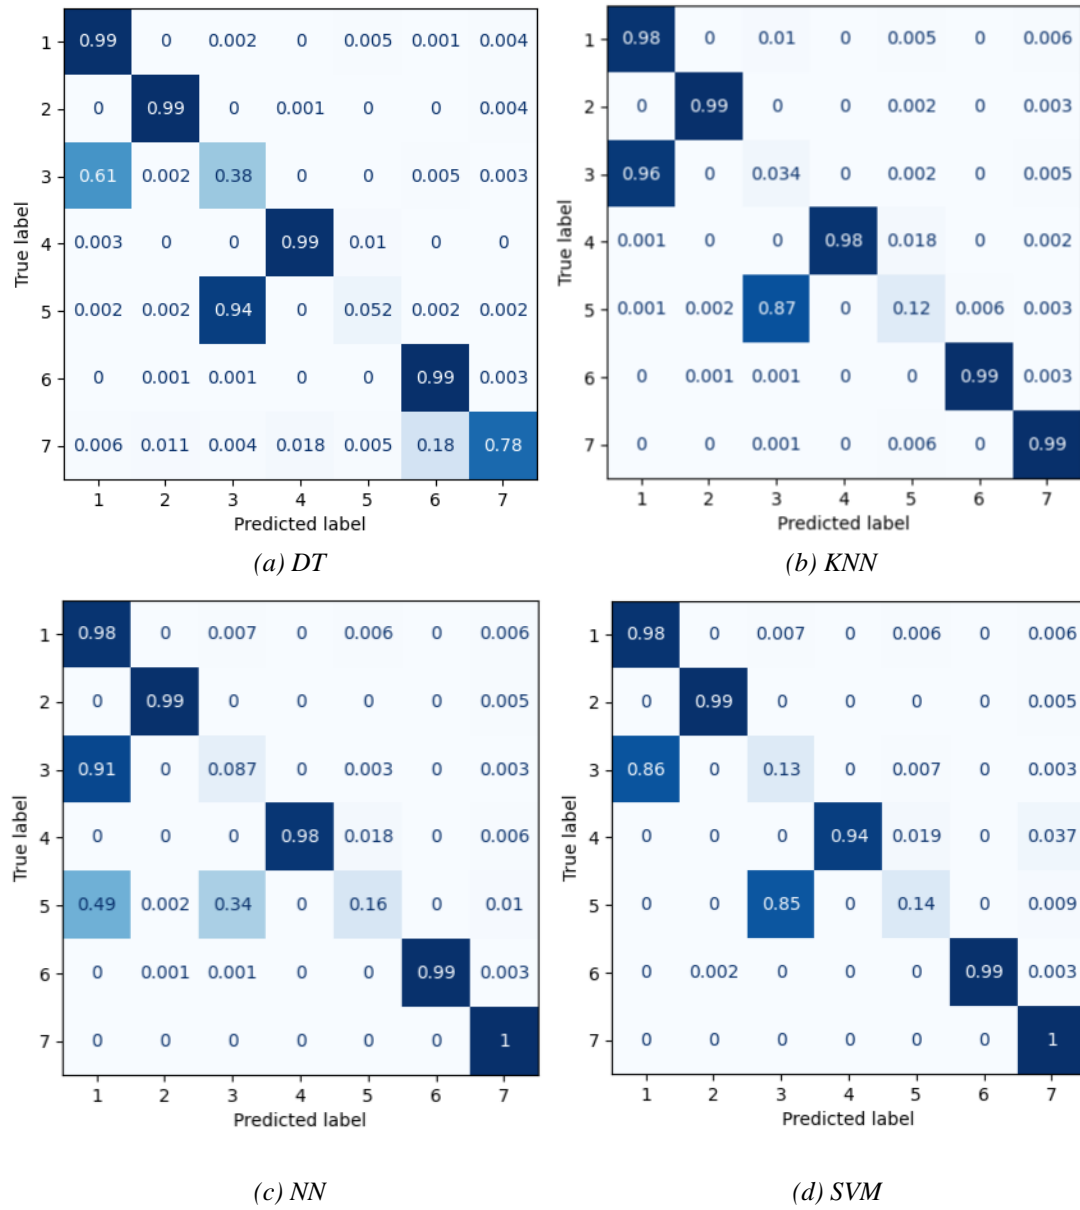 1 0.99 0 0.002 0 0.005 0.001 0.004
2 0 0.99 0 0.001 0 0 0.004
3 0.61 0.002 0.38 0 0 0.005 0.003
4 0.003 0 0 0.99 0.01 0 0
5 0.002 0.002 0.94 0 0.052 0.002 0.002
6 0 0.001 0.001 0 0 0.99 0.003
7 0.006 0.011 0.004 0.018 0.005 0.18 0.78
1 2 3 4 5 6 7
True label
Predicted label
(a) DT
1 0.98 0 0.01 0 0.005 0 0.006
2 0 0.99 0 0 0.002 0 0.003
3 0.96 0 0.034 0 0.002 0 0.005
4 0.001 0 0 0.98 0.018 0 0.002
5 0.001 0.002 0.87 0 0.12 0.006 0.003
6 0 0.001 0.001 0 0 0.99 0.003
7 0 0 0.001 0 0.006 0 0.99
1 2 3 4 5 6 7
True label
Predicted label
(b) KNN
1 0.98 0 0.007 0 0.006 0 0.006
2 0 0.99 0 0 0 0 0.005
3 0.91 0 0.087 0 0.003 0 0.003
4 0 0 0 0.98 0.018 0 0.006
5 0.49 0.002 0.34 0 0.16 0 0.01
6 0 0.001 0.001 0 0 0.99 0.003
7 0 0 0 0 0 0 1
1 2 3 4 5 6 7
True label
Predicted label
(c) NN
1 0.98 0 0.007 0 0.006 0 0.006
2 0 0.99 0 0 0 0 0.005
3 0.86 0 0.13 0 0.007 0 0.003
4 0 0 0 0.94 0.019 0 0.037
5 0 0 0.85 0 0.14 0 0.009
6 0 0.002 0 0 0 0.99 0.003
7 0 0 0 0 0 0 1
1 2 3 4 5 6 7
True label
Predicted label
(d) SVM